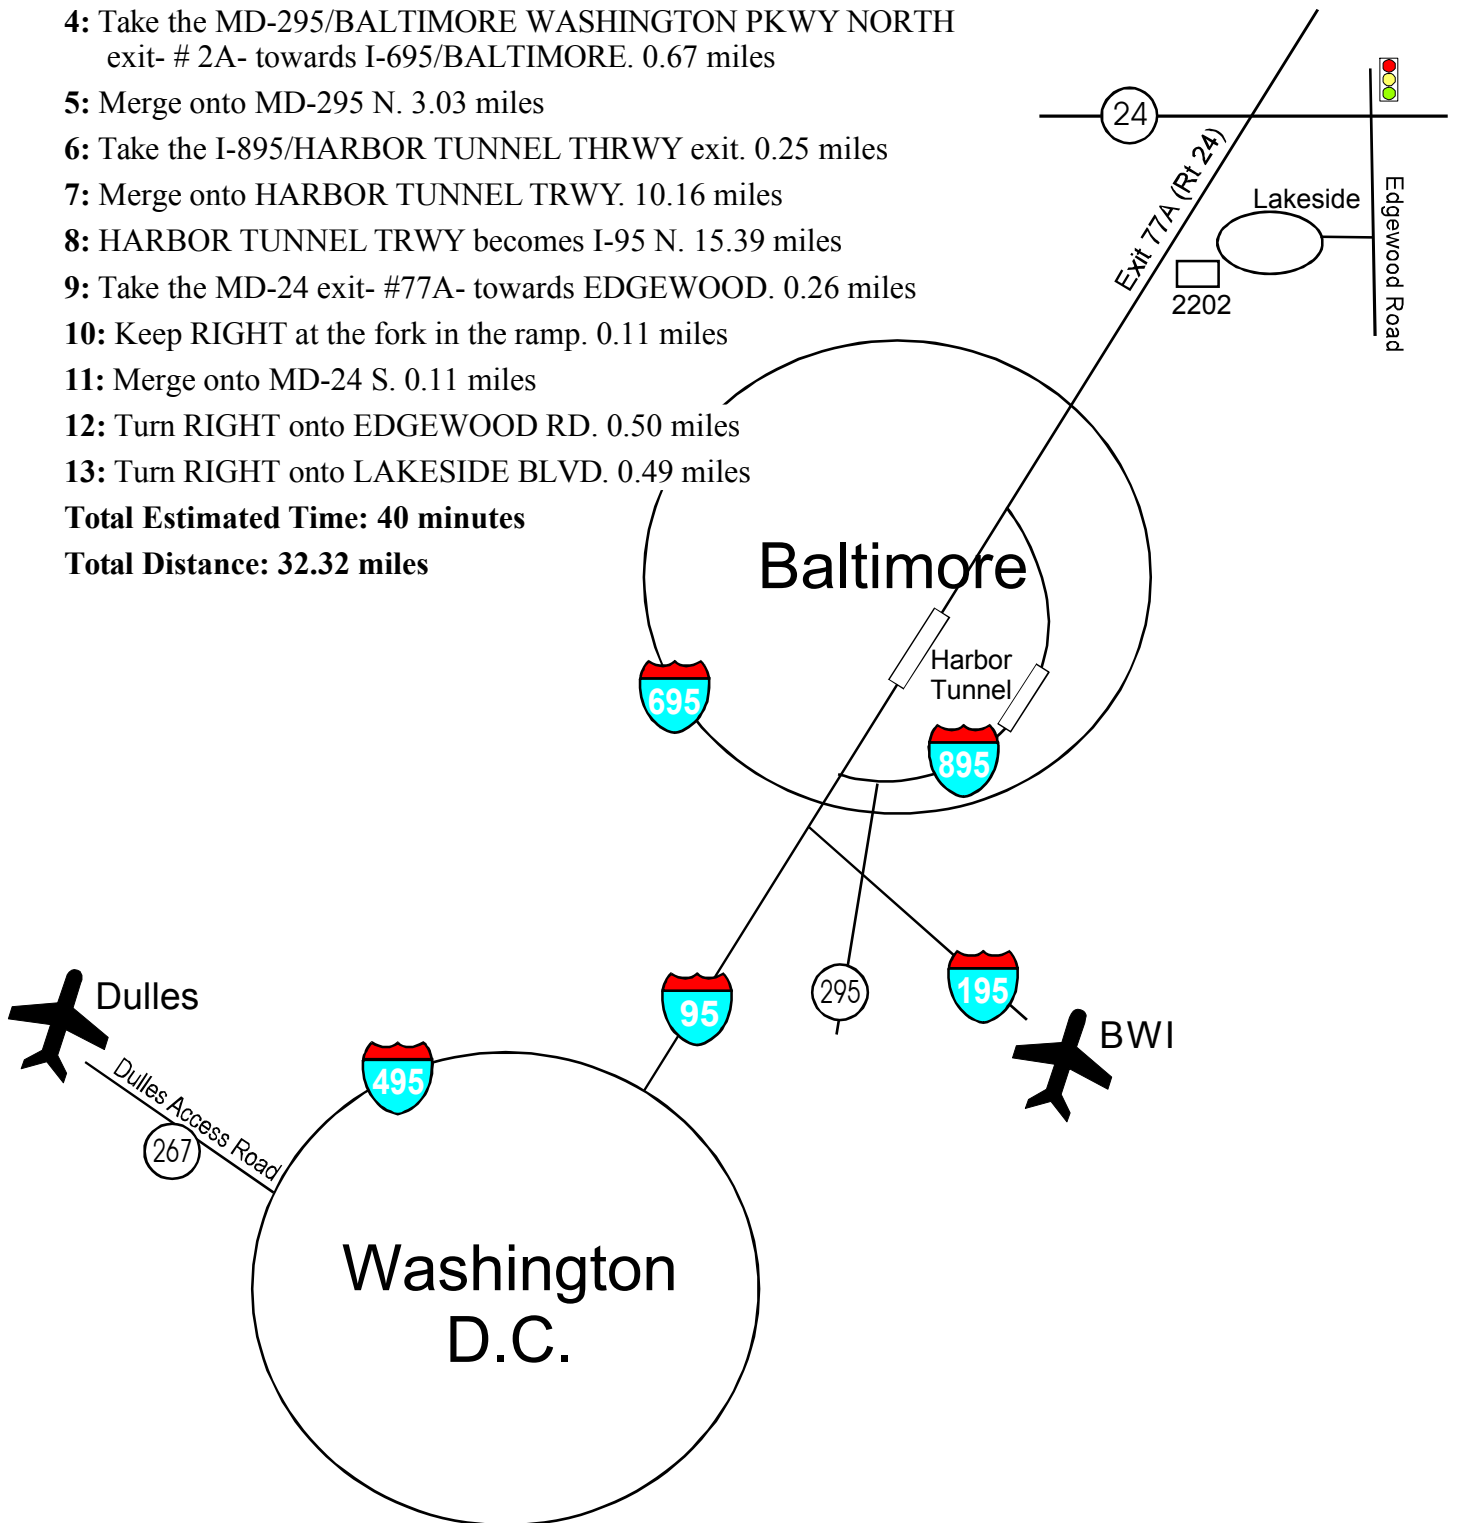 4: Take the MD-295/BALTIMORE WASHINGTON PKWY NORTH
exit- # 2A- towards I-695/BALTIMORE. 0.67 miles
5: Merge onto MD-295 N. 3.03 miles
6: Take the I-895/HARBOR TUNNEL THRWY exit. 0.25 miles
7: Merge onto HARBOR TUNNEL TRWY. 10.16 miles
8: HARBOR TUNNEL TRWY becomes I-95 N. 15.39 miles
9: Take the MD-24 exit- #77A- towards EDGEWOOD. 0.26 miles
10: Keep RIGHT at the fork in the ramp. 0.11 miles
11: Merge onto MD-24 S. 0.11 miles
12: Turn RIGHT onto EDGEWOOD RD. 0.50 miles
13: Turn RIGHT onto LAKESIDE BLVD. 0.49 miles
Total Estimated Time: 40 minutes
Total Distance: 32.32 miles
24
Exit 77A (Rt 24)
Lakeside
2202
Edgewood Road
Baltimore
Harbor
Tunnel
695
895
95
295
195
BWI
Dulles
Dulles Access Road
267
495
Washington
D.C.